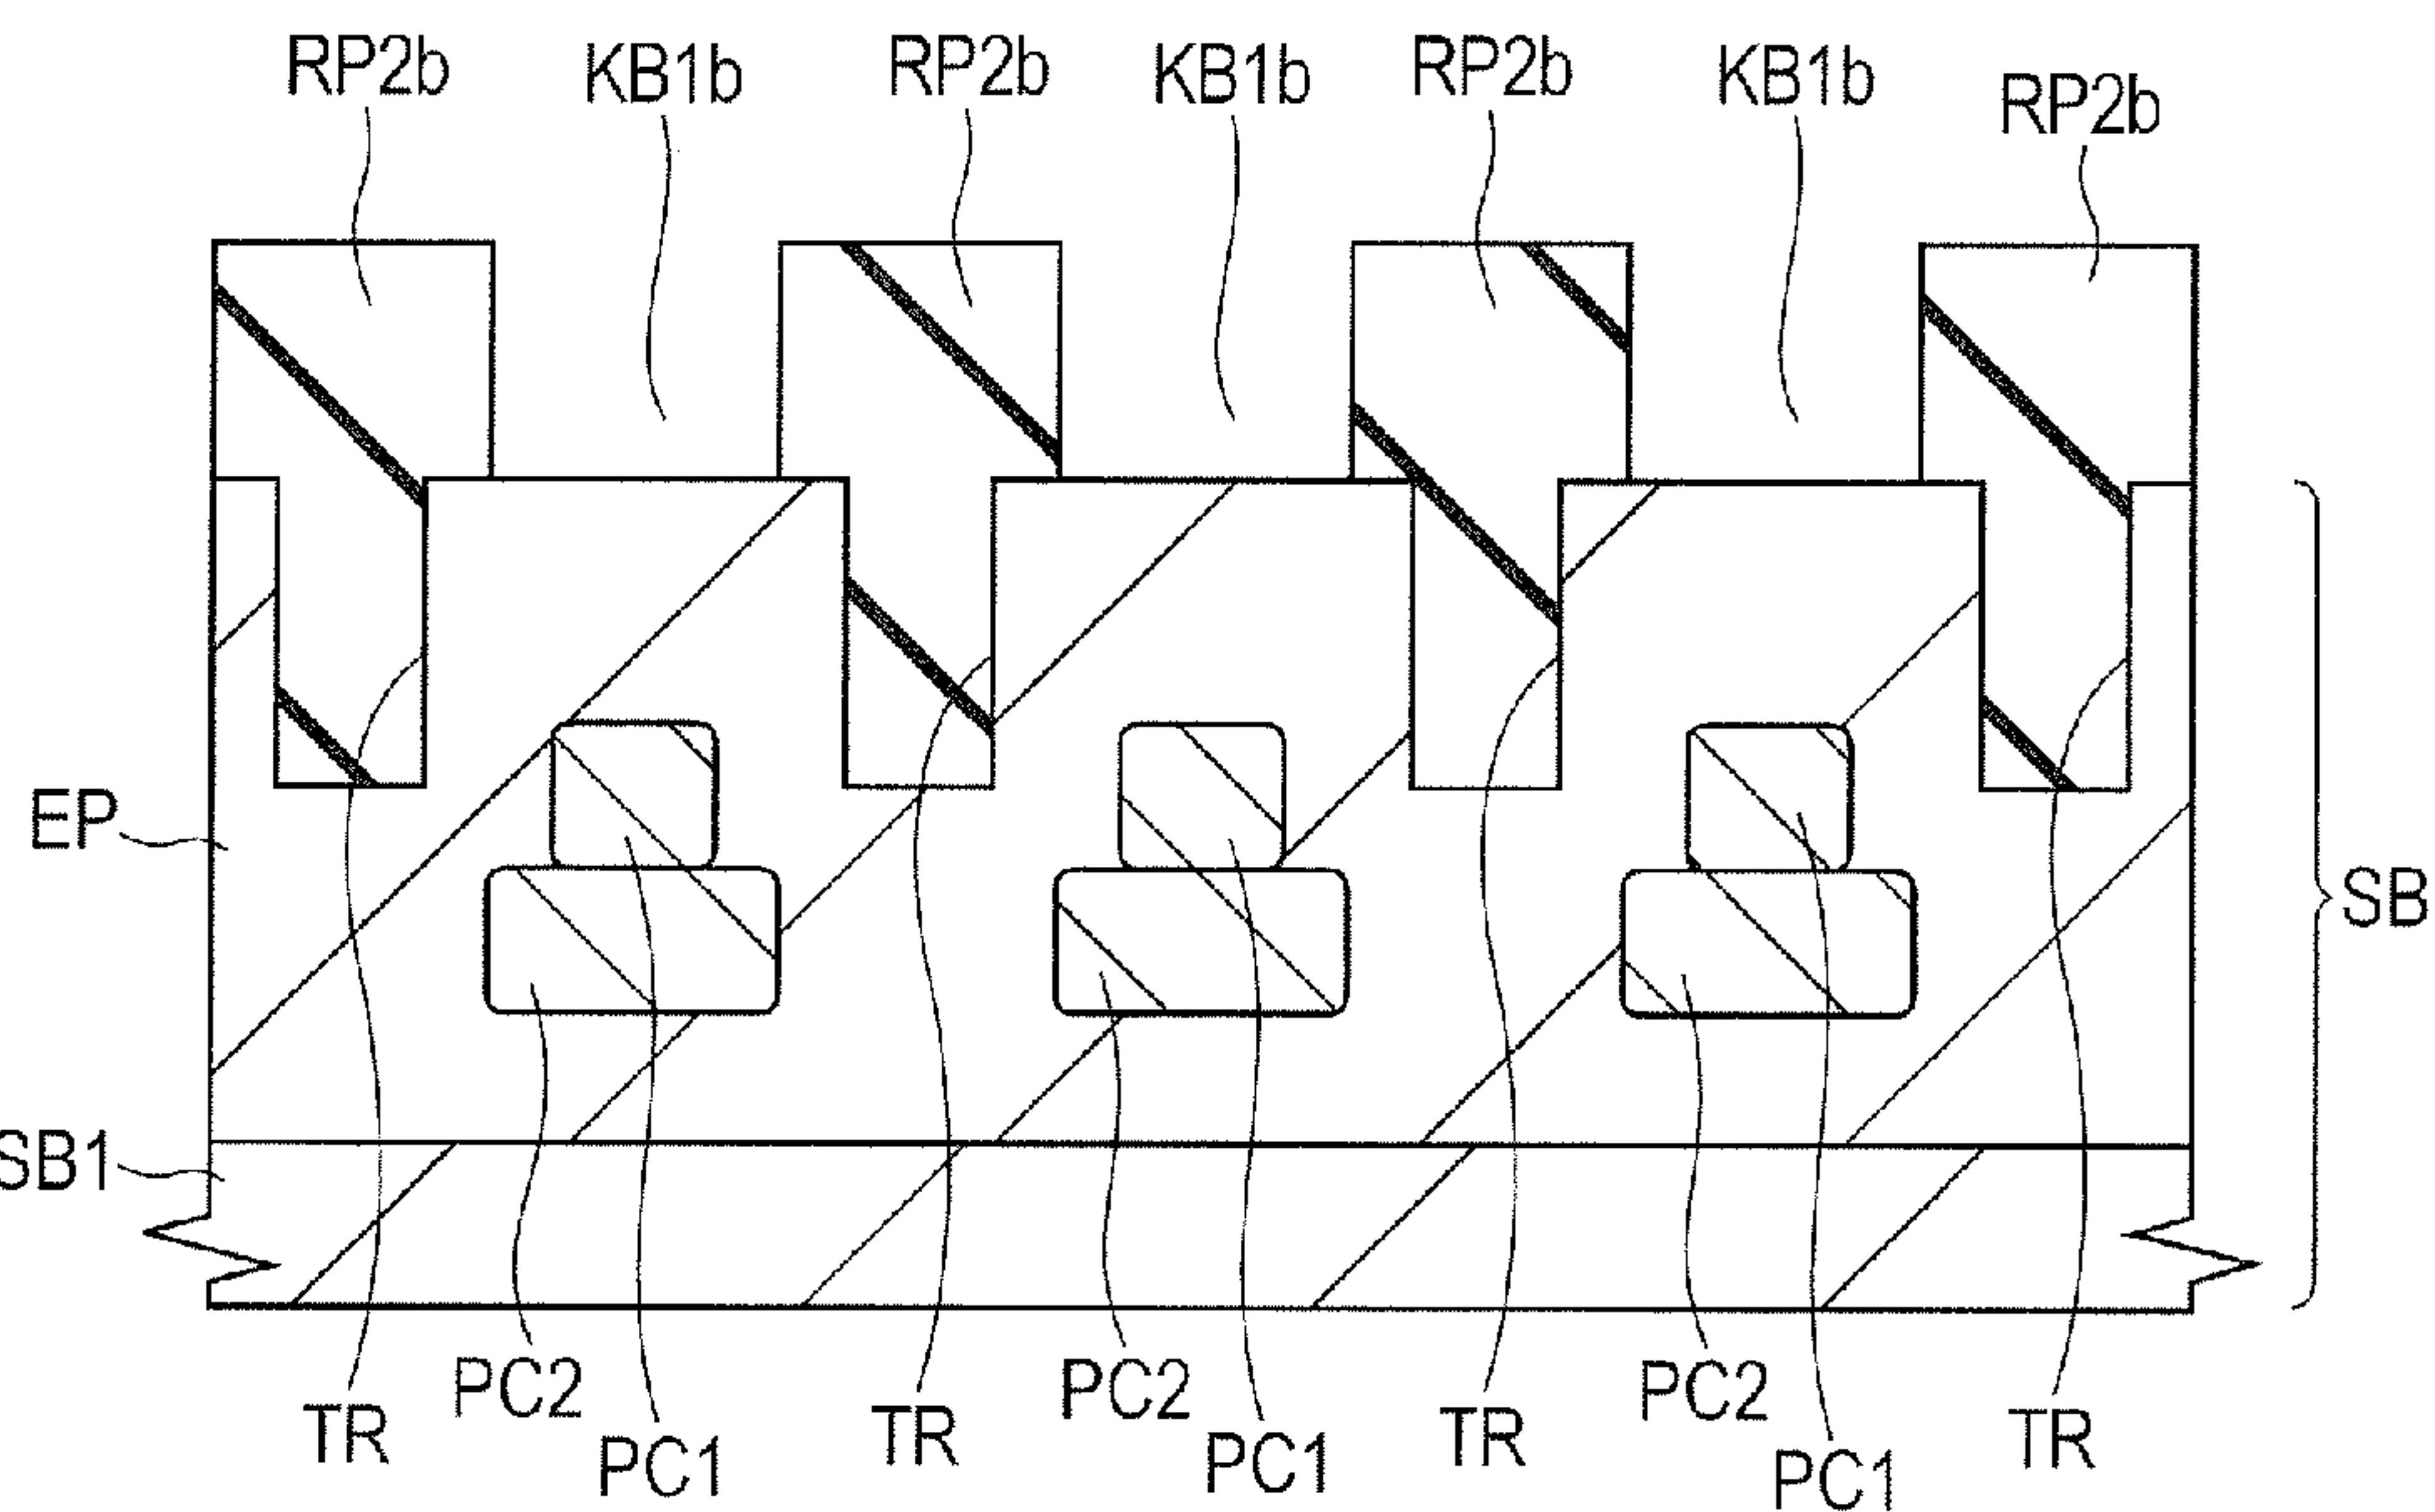 RP2b KB1b RP2b KB1b RP2b KB1b RP2b
EP
SB
SB1
PC2 PC2 PC2
TR PC1 TR PC1 TR PC1 TR